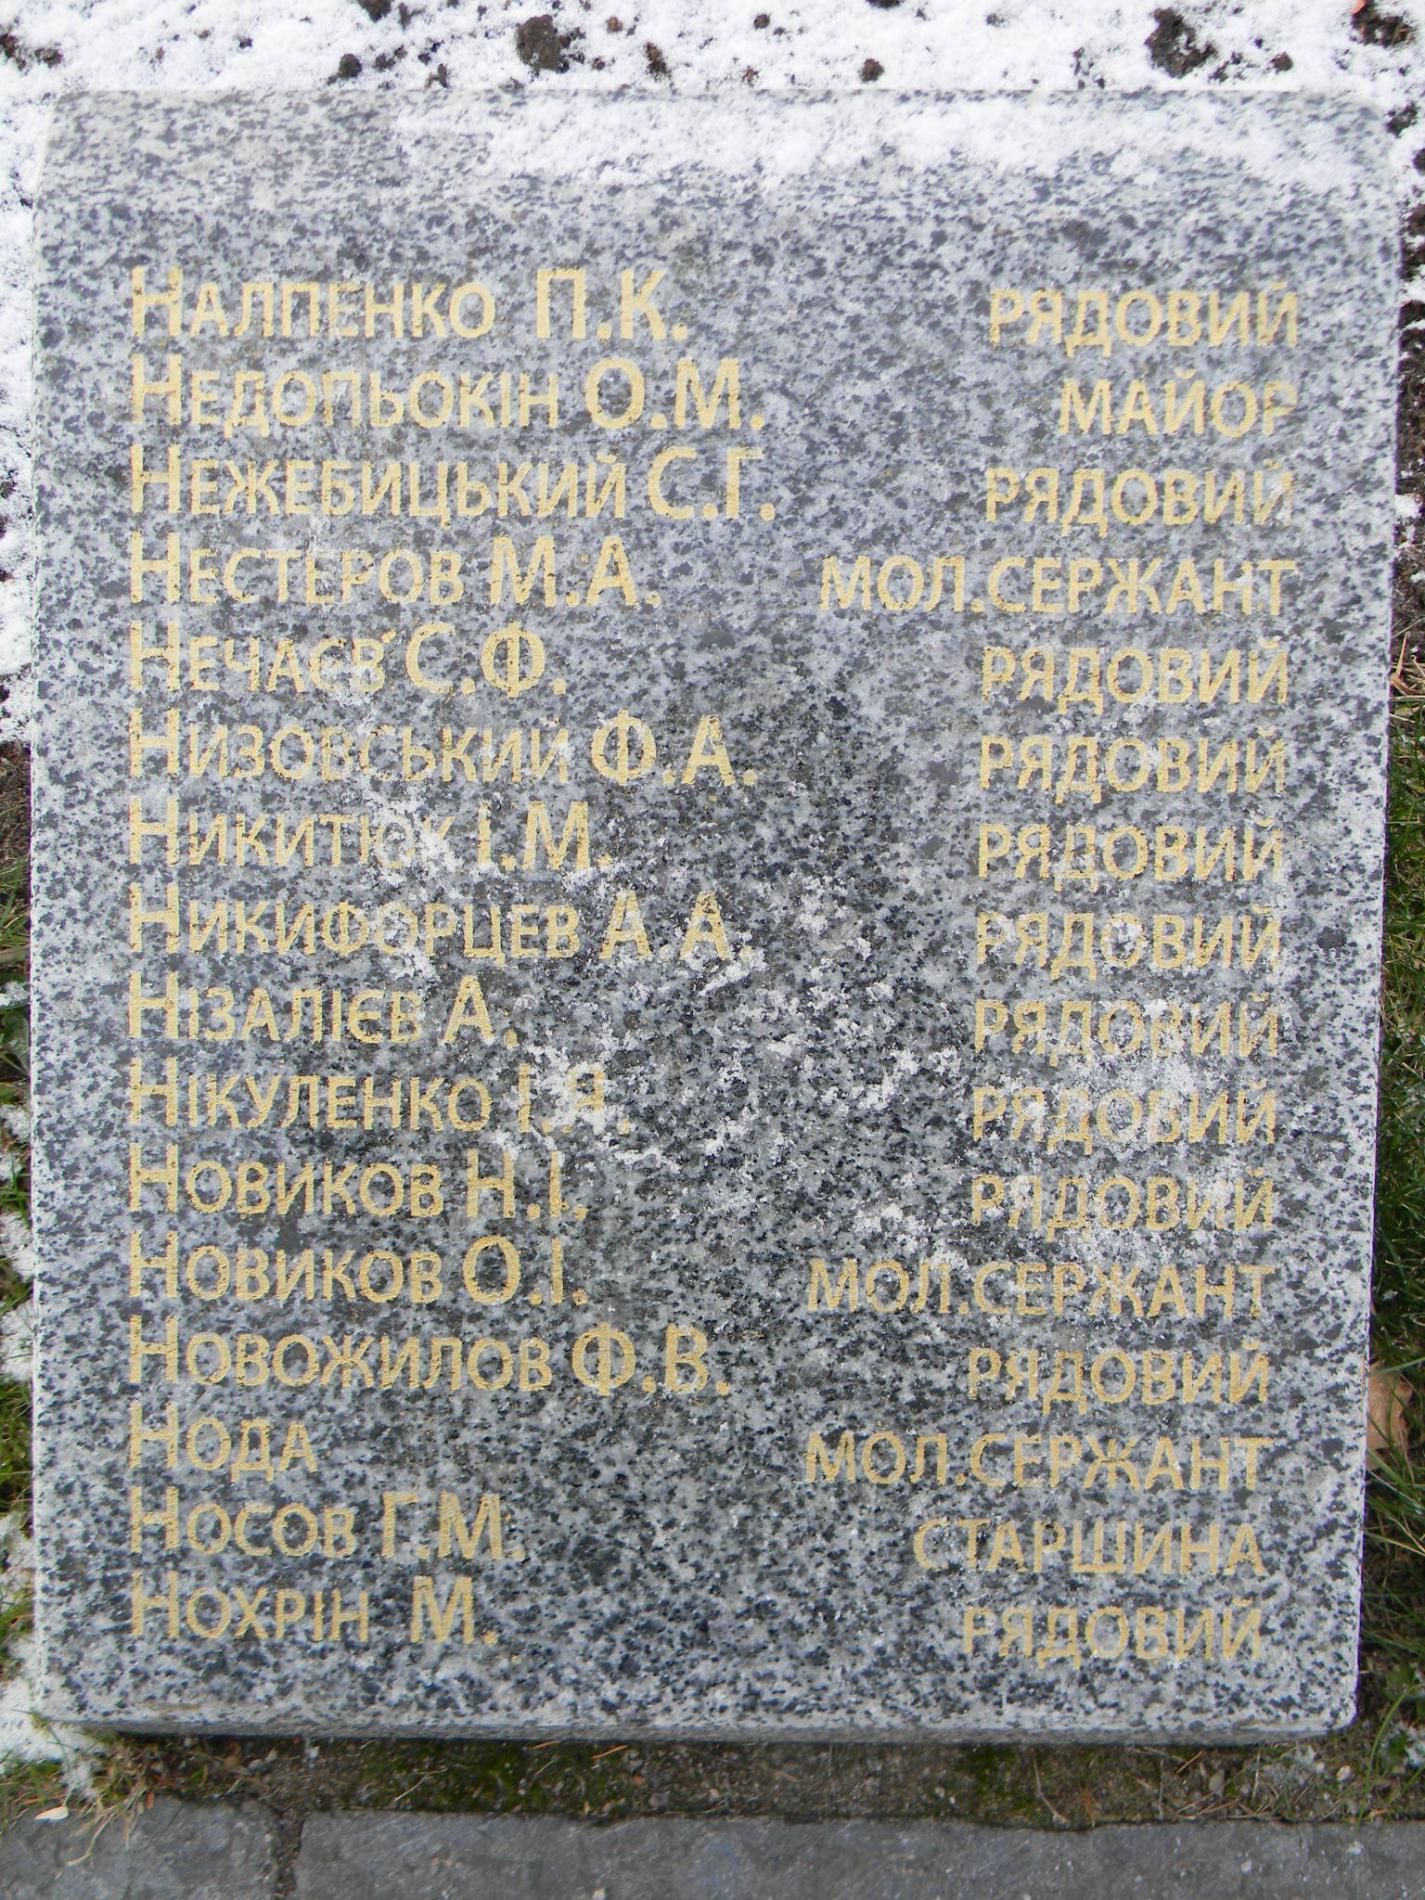 Налпенко П.К. рядовий
Недопьокін О.М. майор
Нежебицький С.Г. рядовий
Нестеров М.А. мол.сержант
Нечаєв С.Ф. рядовий
Низовський Ф.А. рядовий
Никитюк І.М. рядовий
Никифорцев А.А. рядовий
Нізалієв А. рядовий
Нікуленко І.Я. рядовий
Новиков Н.І. рядовий
Новиков О.І. мол.сержант
Новожилов Ф.В. рядовий
Нода мол.сержант
Носов Г.М. старшина
Нохрін М. рядовий